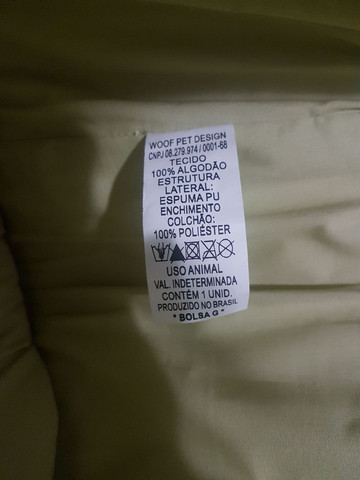 WOOF PET DESIGN
CNPJ 08.279.974 / 0001-68
TECIDO
100% ALGODÃO
ESTRUTURA
LATERAL:
ESPUMA PU
ENCHIMENTO
COLCHÃO:
100% POLIÉSTER
USO ANIMAL
VAL. INDETERMINADA
CONTÉM 1 UNID.
PRODUZIDO NO BRASIL
* BOLSA G *